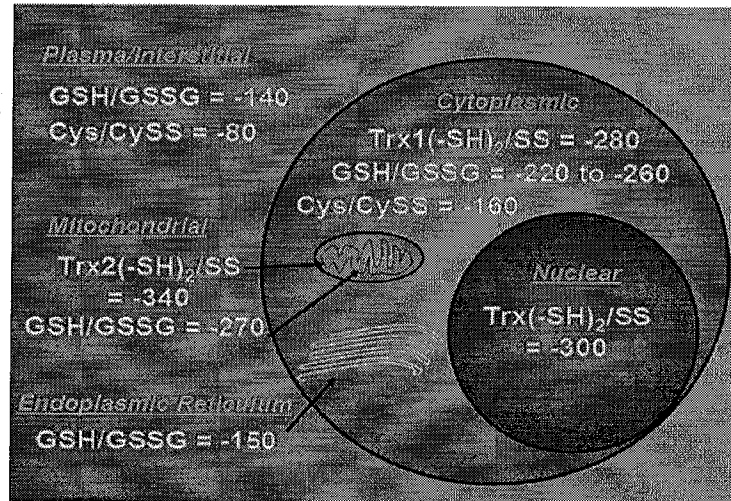 Plasma/Interstitial
GSH/GSSG = -140
Cys/CySS = -80
Cytoplasmic
Trx1(-SH)₂/SS = -280
GSH/GSSG = -220 to -260
Cys/CySS = -160
Mitochondrial
Trx2(-SH)₂/SS
= -340
GSH/GSSG = -270
Nuclear
Trx(-SH)₂/SS
= -300
Endoplasmic Reticulum
GSH/GSSG = -150